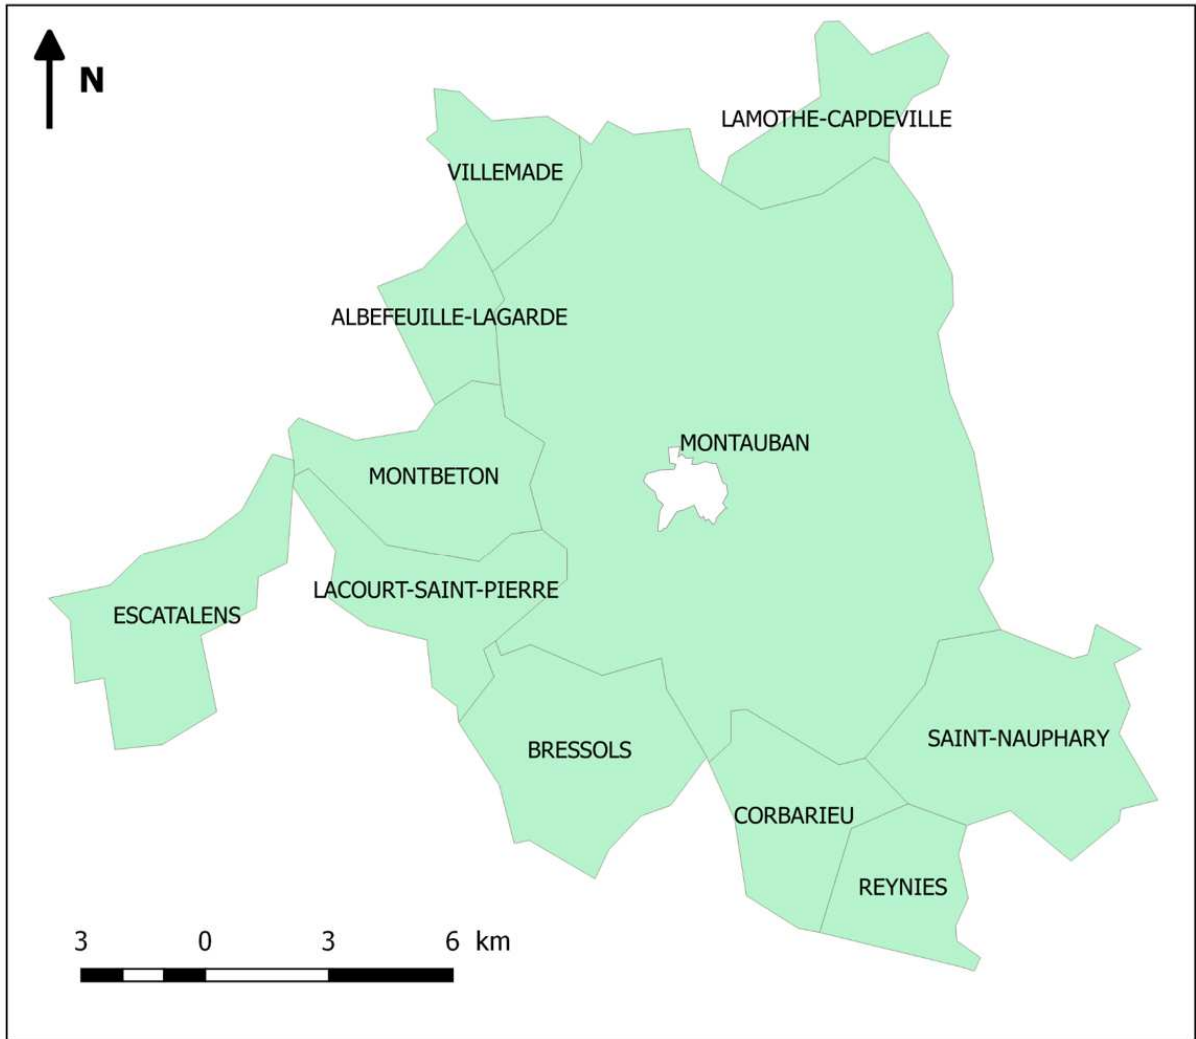 N
LAMOTHE-CAPDEVILLE
VILLEMADE
ALBEFEUILLE-LAGARDE
MONTAUBAN
MONTBETON
LACOURT-SAINT-PIERRE
ESCATALENS
SAINT-NAUPHARY
BRESSOLS
CORBARIEU
REYNIES
3 0 3 6 km